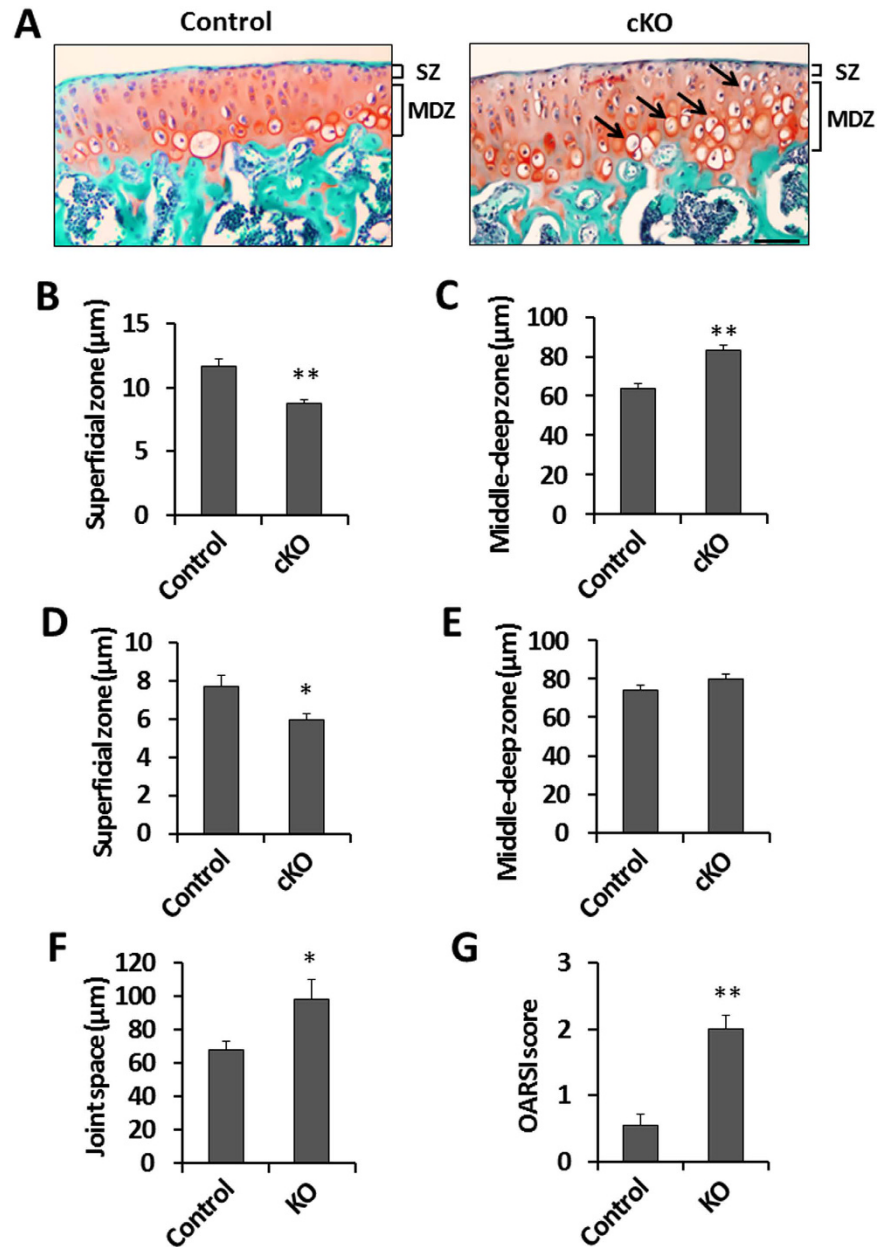 A
Control
cKO
SZ
MDZ
SZ
MDZ
B
Superficial zone (µm)
15
10
5
0
**
Control
cKO
C
Middle-deep zone (µm)
100
80
60
40
20
0
**
Control
cKO
D
Superficial zone (µm)
10
8
6
4
2
0
*
Control
cKO
E
Middle-deep zone (µm)
100
80
60
40
20
0
Control
cKO
F
Joint space (µm)
120
100
80
60
40
20
0
*
Control
KO
G
OARSI score
3
2
1
0
**
Control
KO